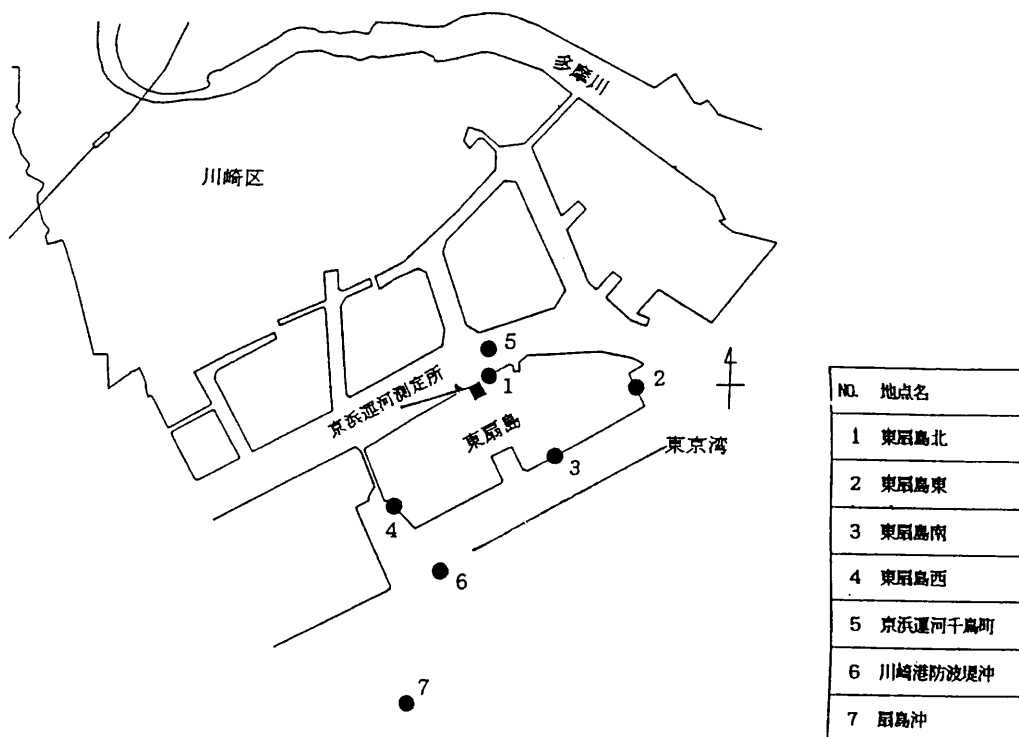 多摩川
川崎区
5
1
2
京浜運河測定所
東扇島
3
東京湾
4
6
7
NO. 地点名
1 東扇島北
2 東扇島東
3 東扇島南
4 東扇島西
5 京浜運河千鳥町
6 川崎港防波堤沖
7 扇島沖